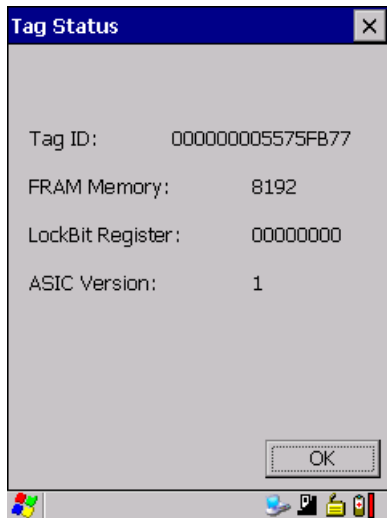 Tag Status
Tag ID: 000000005575FB77
FRAM Memory: 8192
LockBit Register: 00000000
ASIC Version: 1
OK